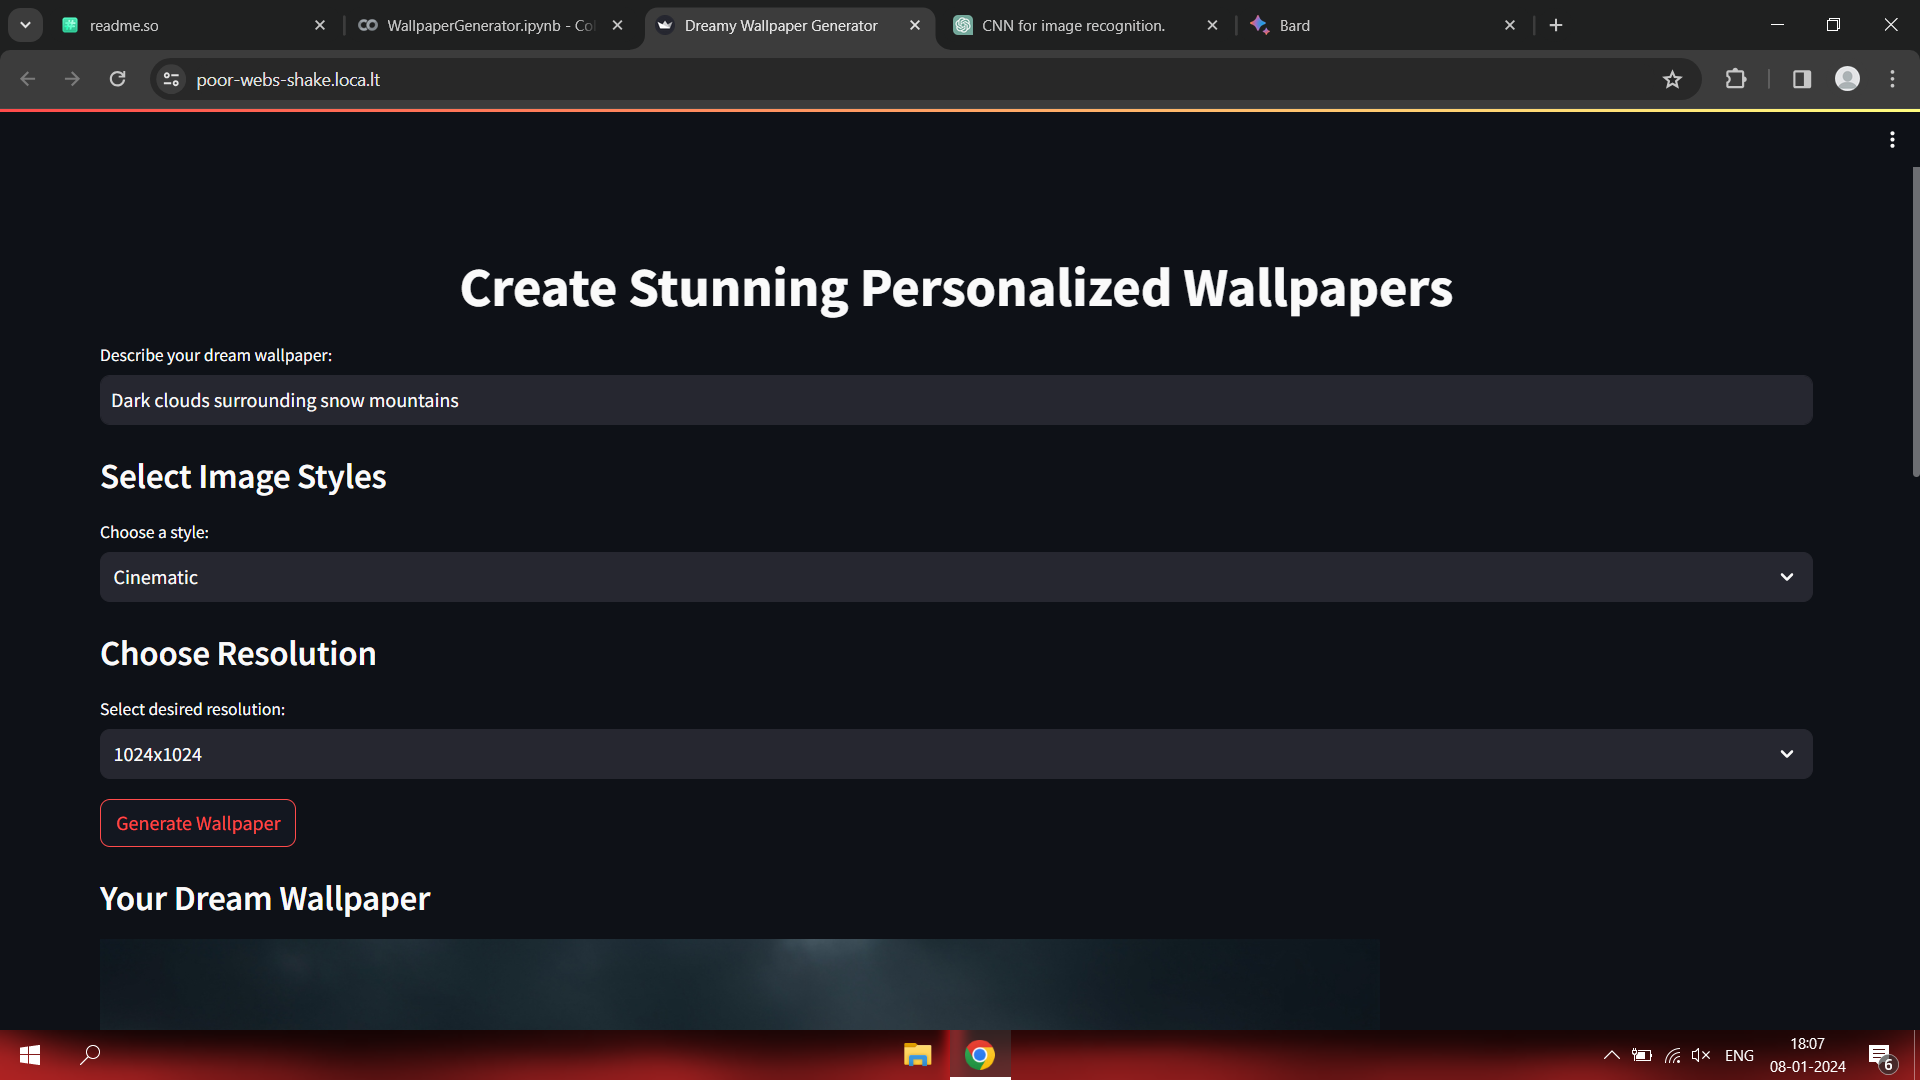 readme.so
WallpaperGenerator.ipynb - Co
Dreamy Wallpaper Generator
CNN for image recognition.
Bard
poor-webs-shake.loca.lt
Create Stunning Personalized Wallpapers
Describe your dream wallpaper:
Dark clouds surrounding snow mountains
Select Image Styles
Choose a style:
Cinematic
Choose Resolution
Select desired resolution:
1024x1024
Generate Wallpaper
Your Dream Wallpaper
ENG
18:07
08-01-2024
6